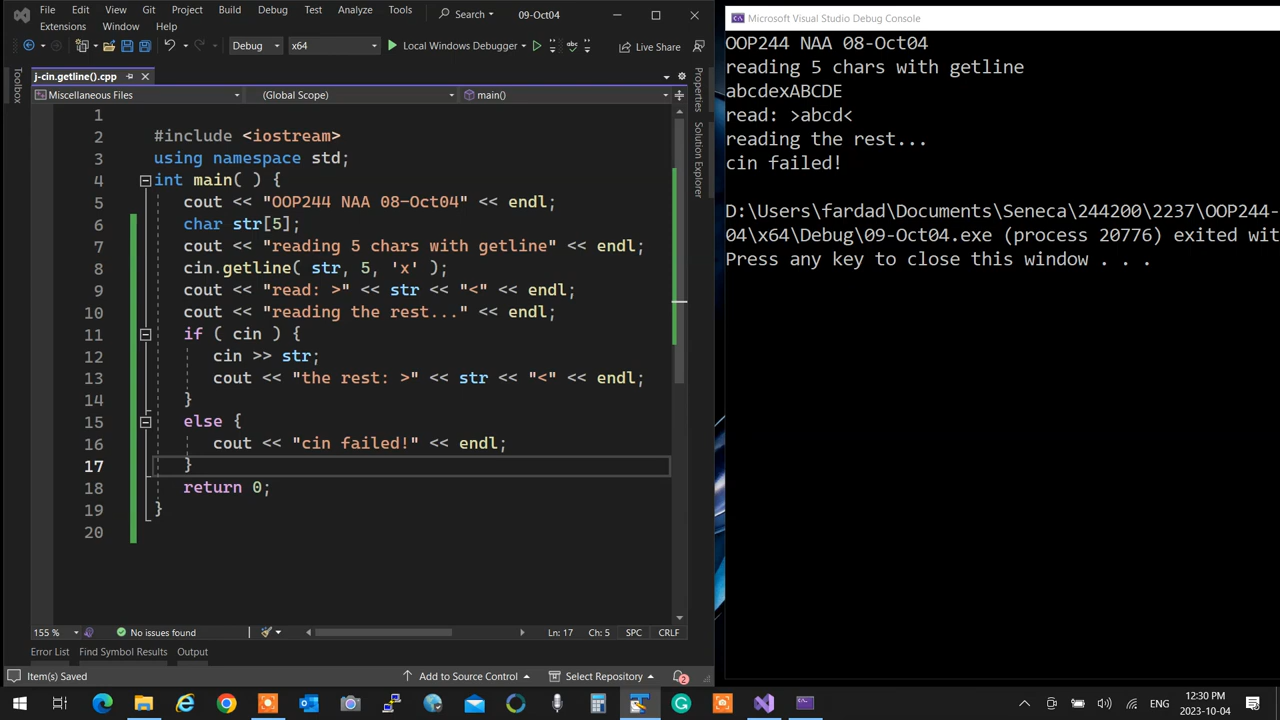 File Edit View Git Project Build Debug Test Analyze Tools
Extensions Window Help
Search
09-Oct04
Debug x64 Local Windows Debugger Live Share
j-cin.getline().cpp
Miscellaneous Files (Global Scope) main()
Toolbox
Properties
Solution Explorer
1
2 #include <iostream>
3 using namespace std;
4 int main( ) {
5 cout << "OOP244 NAA 08-Oct04" << endl;
6 char str[5];
7 cout << "reading 5 chars with getline" << endl;
8 cin.getline( str, 5, 'x' );
9 cout << "read: >" << str << "<" << endl;
10 cout << "reading the rest..." << endl;
11 if ( cin ) {
12 cin >> str;
13 cout << "the rest: >" << str << "<" << endl;
14 }
15 else {
16 cout << "cin failed!" << endl;
17 }
18 return 0;
19 }
20
155 % No issues found Ln: 17 Ch: 5 SPC CRLF
Error List Find Symbol Results Output
Item(s) Saved Add to Source Control Select Repository 2
Microsoft Visual Studio Debug Console
OOP244 NAA 08-Oct04
reading 5 chars with getline
abcdexABCDE
read: >abcd<
reading the rest...
cin failed!
D:\Users\fardad\Documents\Seneca\244200\2237\OOP244-
04\x64\Debug\09-Oct04.exe (process 20776) exited wit
Press any key to close this window . . .
ENG
12:30 PM
2023-10-04